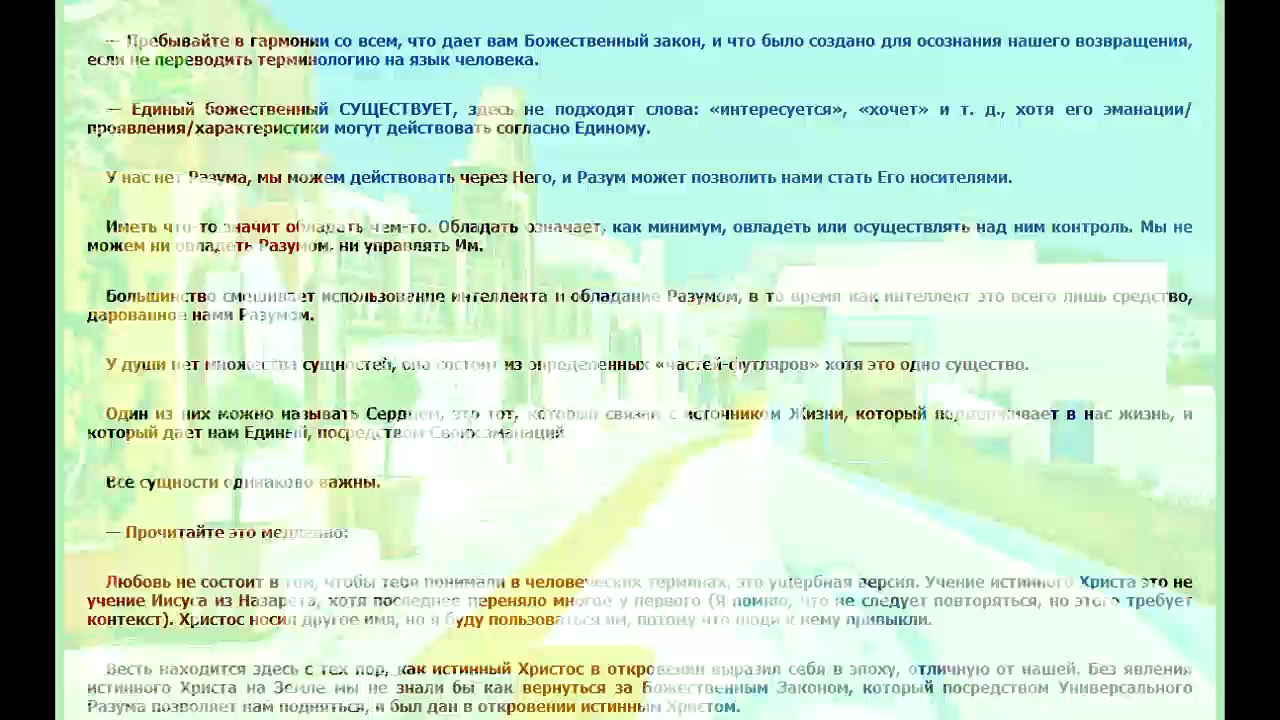 — Пребывайте в гармонии со всем, что дает вам Божественный закон, и что было создано для осознания нашего возвращения,
если не переводить терминологию на язык человека.
— Единый божественный СУЩЕСТВУЕТ, здесь не подходят слова: «интересуется», «хочет» и т. д., хотя его эманации/
проявления/характеристики могут действовать согласно Единому.
У нас нет Разума, мы можем действовать через Него, и Разум может позволить нами стать Его носителями.
Иметь что-то значит обладать чем-то. Обладать означает, как минимум, овладеть или осуществлять над ним контроль. Мы не
можем ни овладеть Разумом, ни управлять Им.
Большинство смешивает использование интеллекта и обладание Разумом, в то время как интеллект это всего лишь средство,
дарованное нами Разумом.
У души нет множества сущностей, она состоит из определенных «частей-футляров» хотя это одно существо.
Один из них можно называть Сердцем, это тот, который связан с источником Жизни, который поддерживает в нас жизнь, и
который дает нам Единый, посредством Своих эманаций.
Все сущности одинаково важны.
— Прочитайте это медленно:
Любовь не состоит в том, чтобы тебя понимали в человеческих терминах, это ущербная версия. Учение истинного Христа это не
учение Иисуса из Назарета, хотя последнее переняло многое у первого (Я помню, что не следует повторяться, но этого требует
контекст). Христос носил другое имя, но я буду пользоваться им, потому что люди к нему привыкли.
Весть находится здесь с тех пор, как истинный Христос в откровении выразил себя в эпоху, отличную от нашей. Без явления
истинного Христа на Земле мы не знали бы как вернуться за Божественным Законом, который посредством Универсального
Разума позволяет нам подняться, и был дан в откровении истинным Христом.